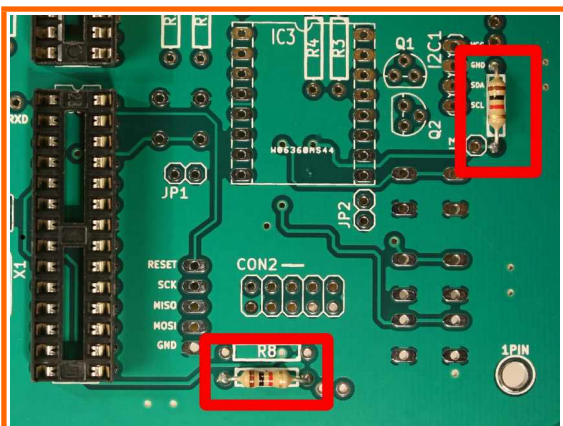 R
R
IC3
R4
R3
Q1
I2C1
GND
SDA
SCL
RXD
Q2
W06360MS44
JP1
JP2
X1
RESET
SCK
MISO
MOSI
GND
CON2
R8
1PIN